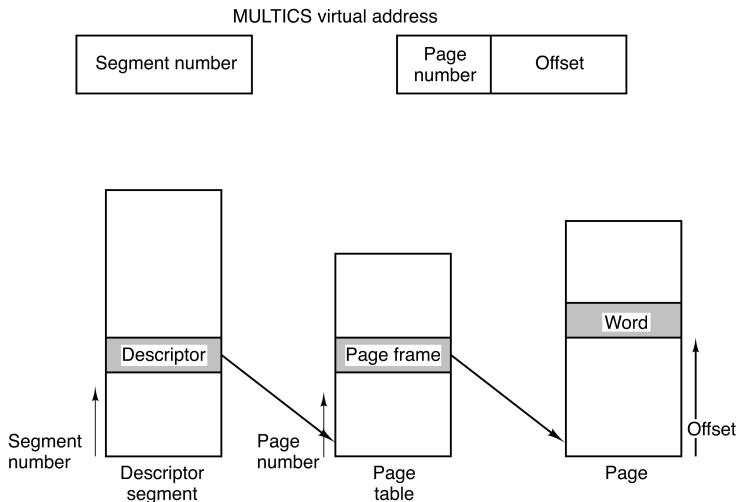 MULTICS virtual address
Segment number
Page
number
Offset
Descriptor
Page frame
Word
Segment
number
Page
number
Offset
Descriptor
segment
Page
table
Page